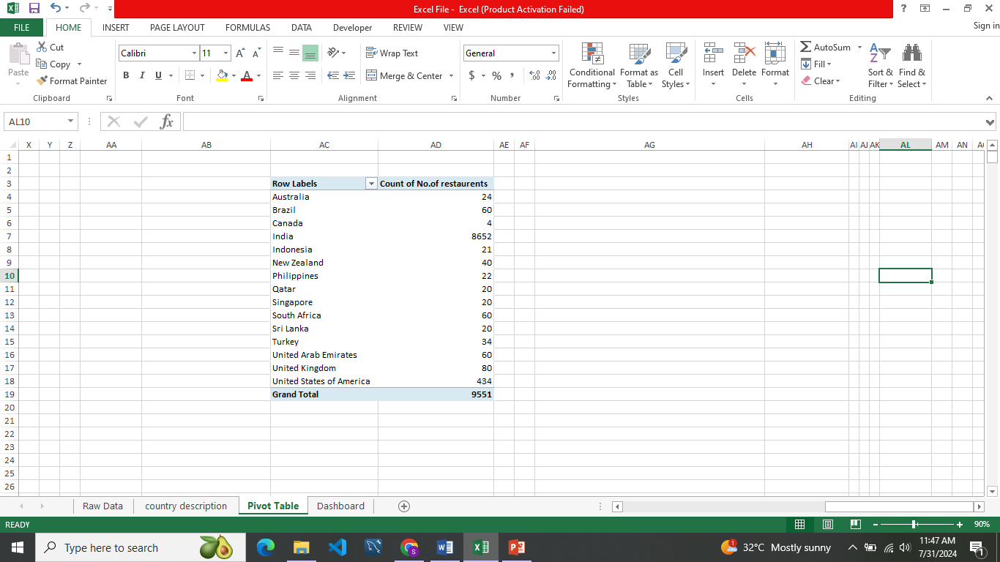 Excel File - Excel (Product Activation Failed)
?
FILE HOME INSERT PAGE LAYOUT FORMULAS DATA Developer REVIEW VIEW Sign in
Paste Cut Copy Format Painter
Clipboard
Calibri 11
B I U A
Font
Wrap Text
Merge & Center
Alignment
General
$ % ,
Number
Conditional Formatting Format as Table Cell Styles
Styles
Insert Delete Format
Cells
AutoSum Fill Clear Sort & Filter Find & Select
Editing
AL10 fx
X Y Z AA AB AC AD AE AF AG AH AI AJ AK AL AM AN
1
2
3 Row Labels Count of No.of restaurents
4 Australia 24
5 Brazil 60
6 Canada 4
7 India 8652
8 Indonesia 21
9 New Zealand 40
10 Philippines 22
11 Qatar 20
12 Singapore 20
13 South Africa 60
14 Sri Lanka 20
15 Turkey 34
16 United Arab Emirates 60
17 United Kingdom 80
18 United States of America 434
19 Grand Total 9551
20
21
22
23
24
25
26
Raw Data country description Pivot Table Dashboard
READY 90%
Type here to search 32°C Mostly sunny 11:47 AM
7/31/2024